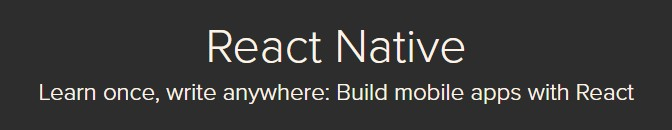 React Native
Learn once, write anywhere: Build mobile apps with React